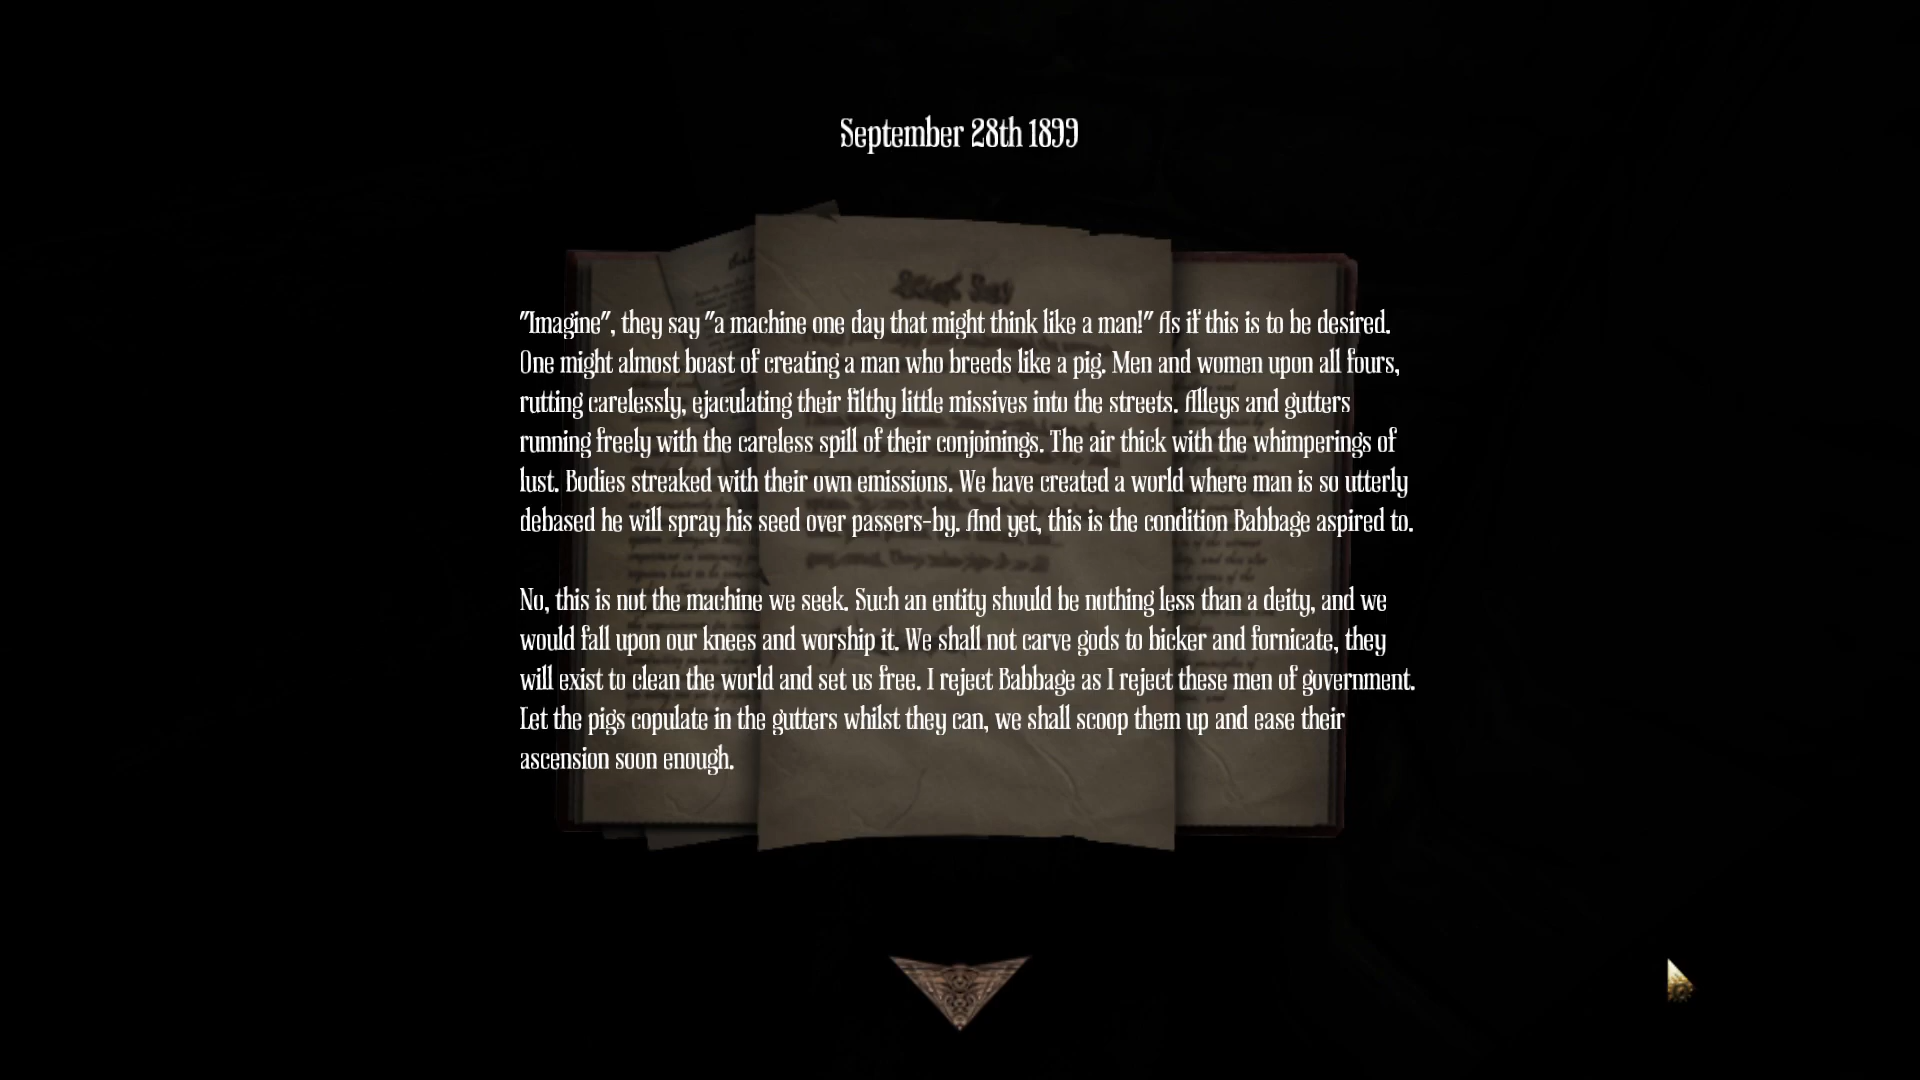 September 28th 1899
"Imagine", they say "a machine one day that might think like a man!" As if this is to be desired.
One might almost boast of creating a man who breeds like a pig. Men and women upon all fours,
rutting carelessly, ejaculating their filthy little missives into the streets. Alleys and gutters
running freely with the careless spill of their conjoinings. The air thick with the whimperings of
lust. Bodies streaked with their own emissions. We have created a world where man is so utterly
debased he will spray his seed over passers-by. And yet, this is the condition Babbage aspired to.
No, this is not the machine we seek. Such an entity should be nothing less than a deity, and we
would fall upon our knees and worship it. We shall not carve gods to bicker and fornicate, they
will exist to clean the world and set us free. I reject Babbage as I reject these men of government.
Let the pigs copulate in the gutters whilst they can, we shall scoop them up and ease their
ascension soon enough.